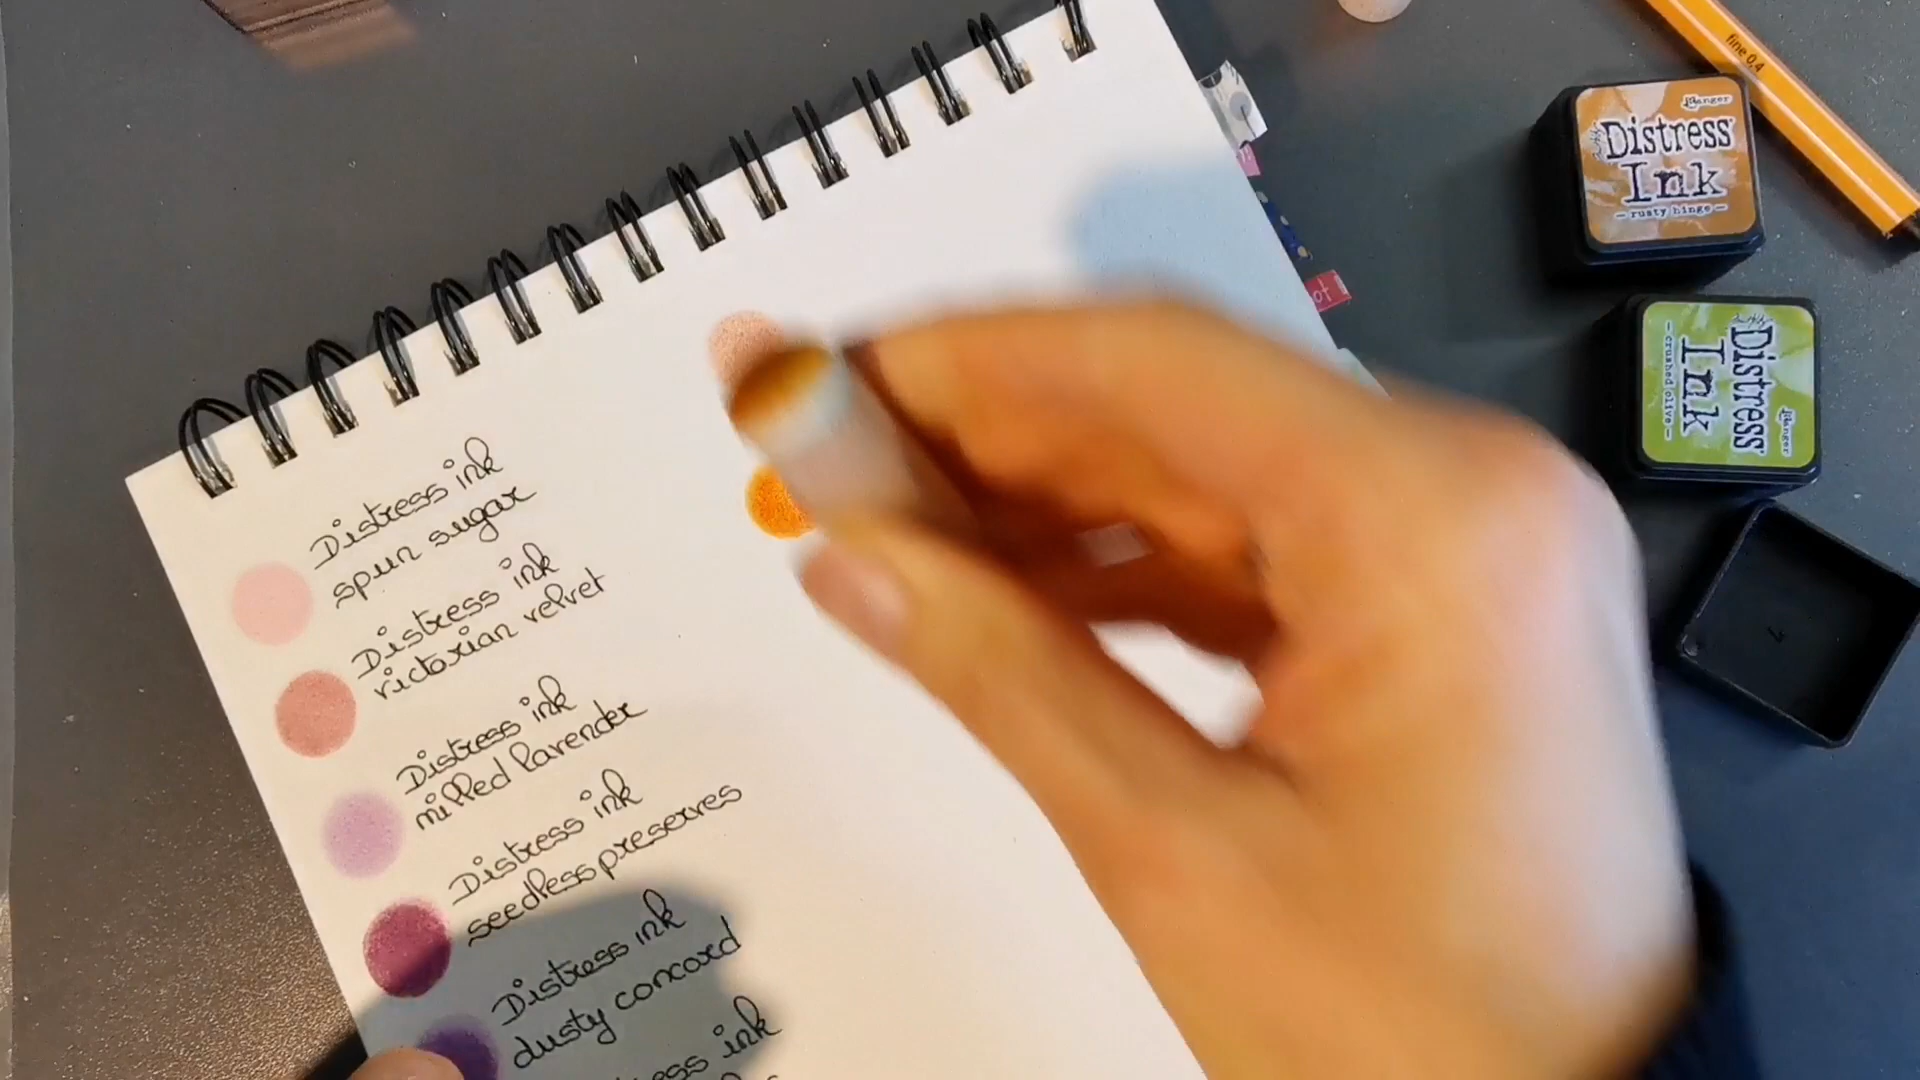 Distress ink
spun sugar
Distress ink
victorian velvet
Distress ink
milled lavender
Distress ink
seedless preserves
Distress ink
dusty concord
ink
fine 0,4
Ranger
Distress
Ink
– rusty hinge –
Ranger
Distress
Ink
– crushed olive –